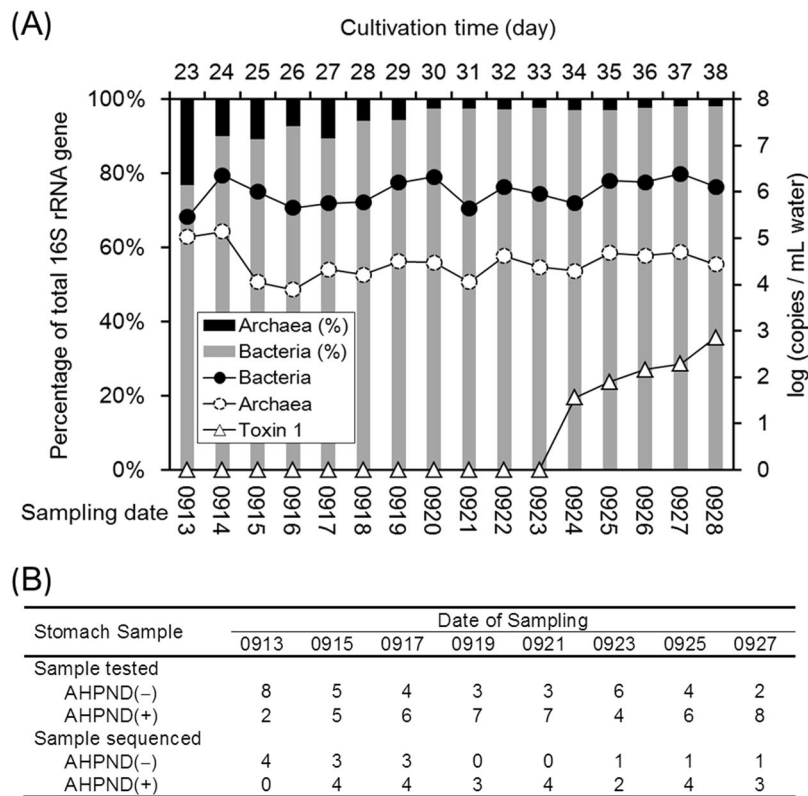 (A)
Cultivation time (day)
23 24 25 26 27 28 29 30 31 32 33 34 35 36 37 38
Percentage of total 16S rRNA gene
100%
80%
60%
40%
20%
0%
Archaea (%)
Bacteria (%)
Bacteria
Archaea
Toxin 1
8
7
6
5
4
3
2
1
0
log (copies / mL water)
Sampling date
0913 0914 0915 0916 0917 0918 0919 0920 0921 0922 0923 0924 0925 0926 0927 0928
(B)
Stomach Sample
Date of Sampling
0913 0915 0917 0919 0921 0923 0925 0927
Sample tested
AHPND(−) 8 5 4 3 3 6 4 2
AHPND(+) 2 5 6 7 7 4 6 8
Sample sequenced
AHPND(−) 4 3 3 0 0 1 1 1
AHPND(+) 0 4 4 3 4 2 4 3